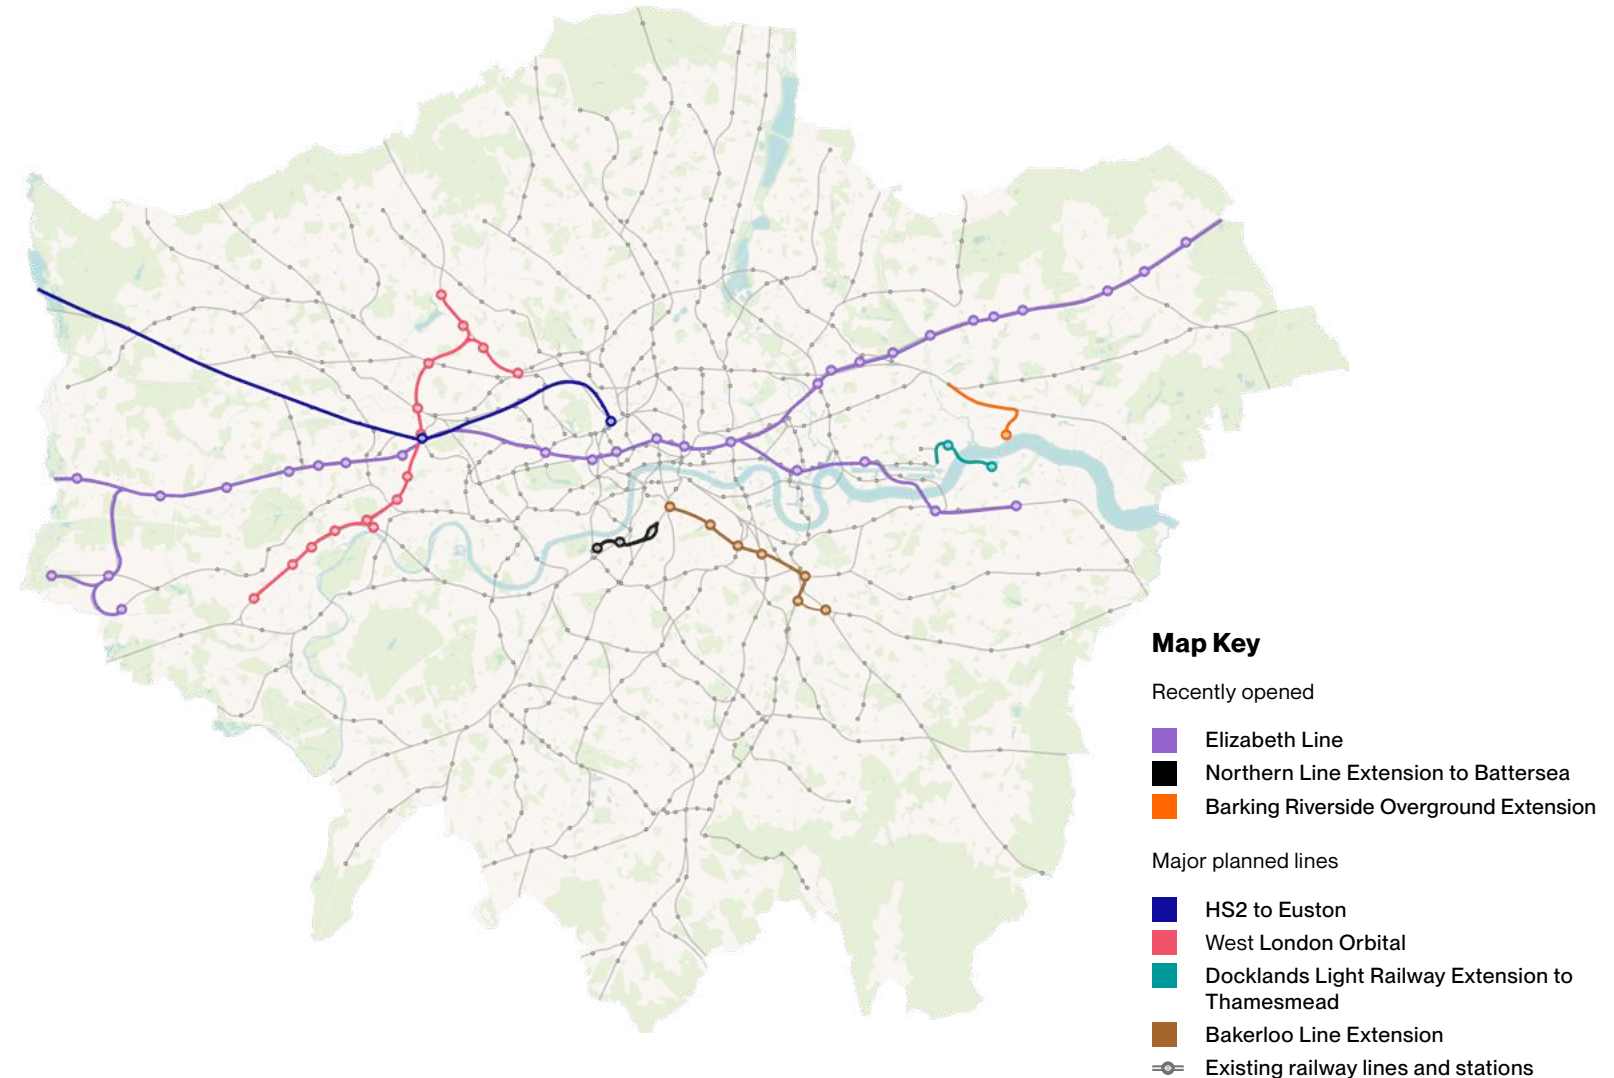 Map Key
Recently opened
Elizabeth Line
Northern Line Extension to Battersea
Barking Riverside Overground Extension
Major planned lines
HS2 to Euston
West London Orbital
Docklands Light Railway Extension to
Thamesmead
Bakerloo Line Extension
Existing railway lines and stations